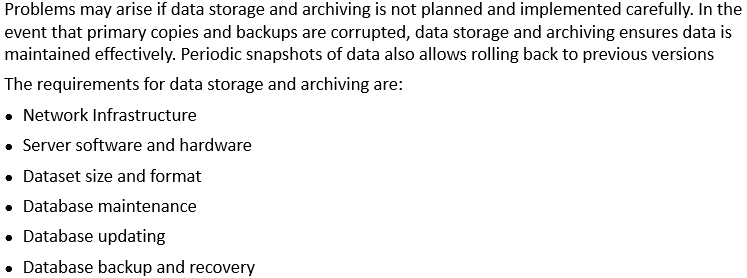 Problems may arise if data storage and archiving is not planned and implemented carefully. In the
event that primary copies and backups are corrupted, data storage and archiving ensures data is
maintained effectively. Periodic snapshots of data also allows rolling back to previous versions
The requirements for data storage and archiving are:
• Network Infrastructure
• Server software and hardware
• Dataset size and format
• Database maintenance
• Database updating
• Database backup and recovery